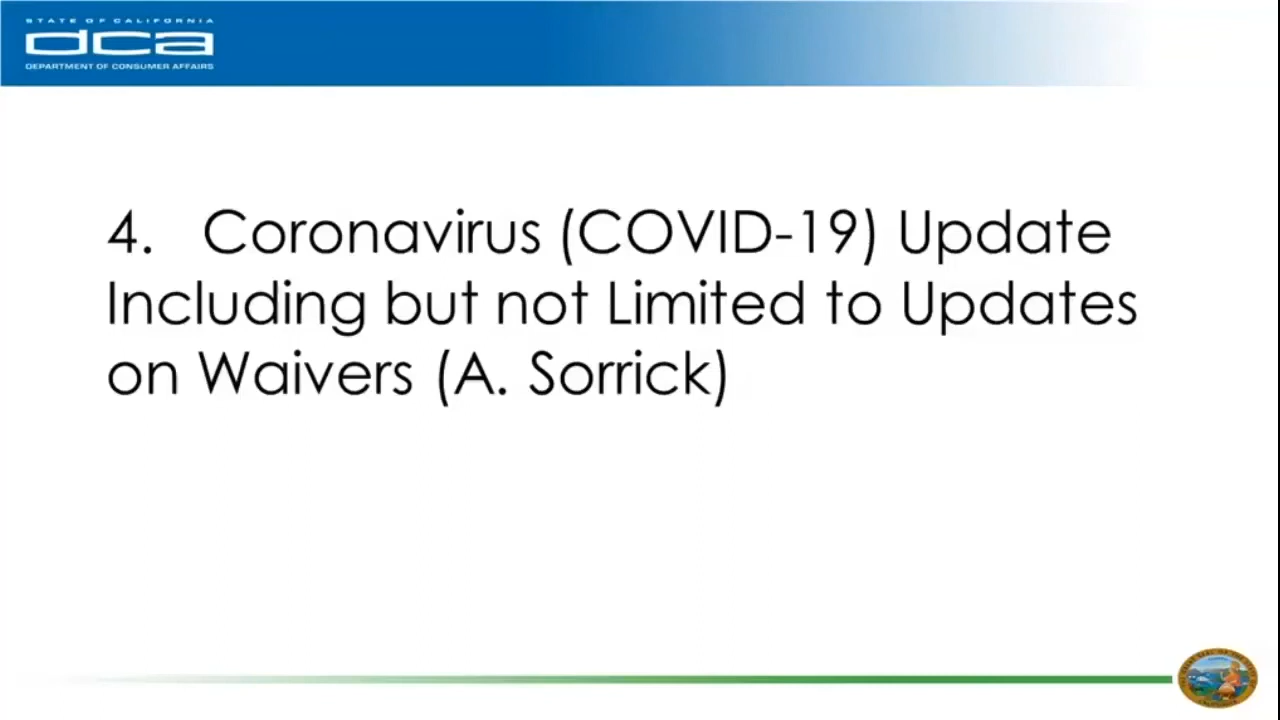 STATE OF CALIFORNIA
dca
DEPARTMENT OF CONSUMER AFFAIRS
4. Coronavirus (COVID-19) Update
Including but not Limited to Updates
on Waivers (A. Sorrick)